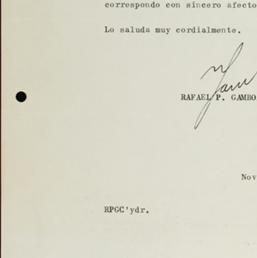 correspondo con sincero afecto
Lo saluda muy cordialmente.
RAFAEL P. GAMBO
Nov
RPGC'ydr.